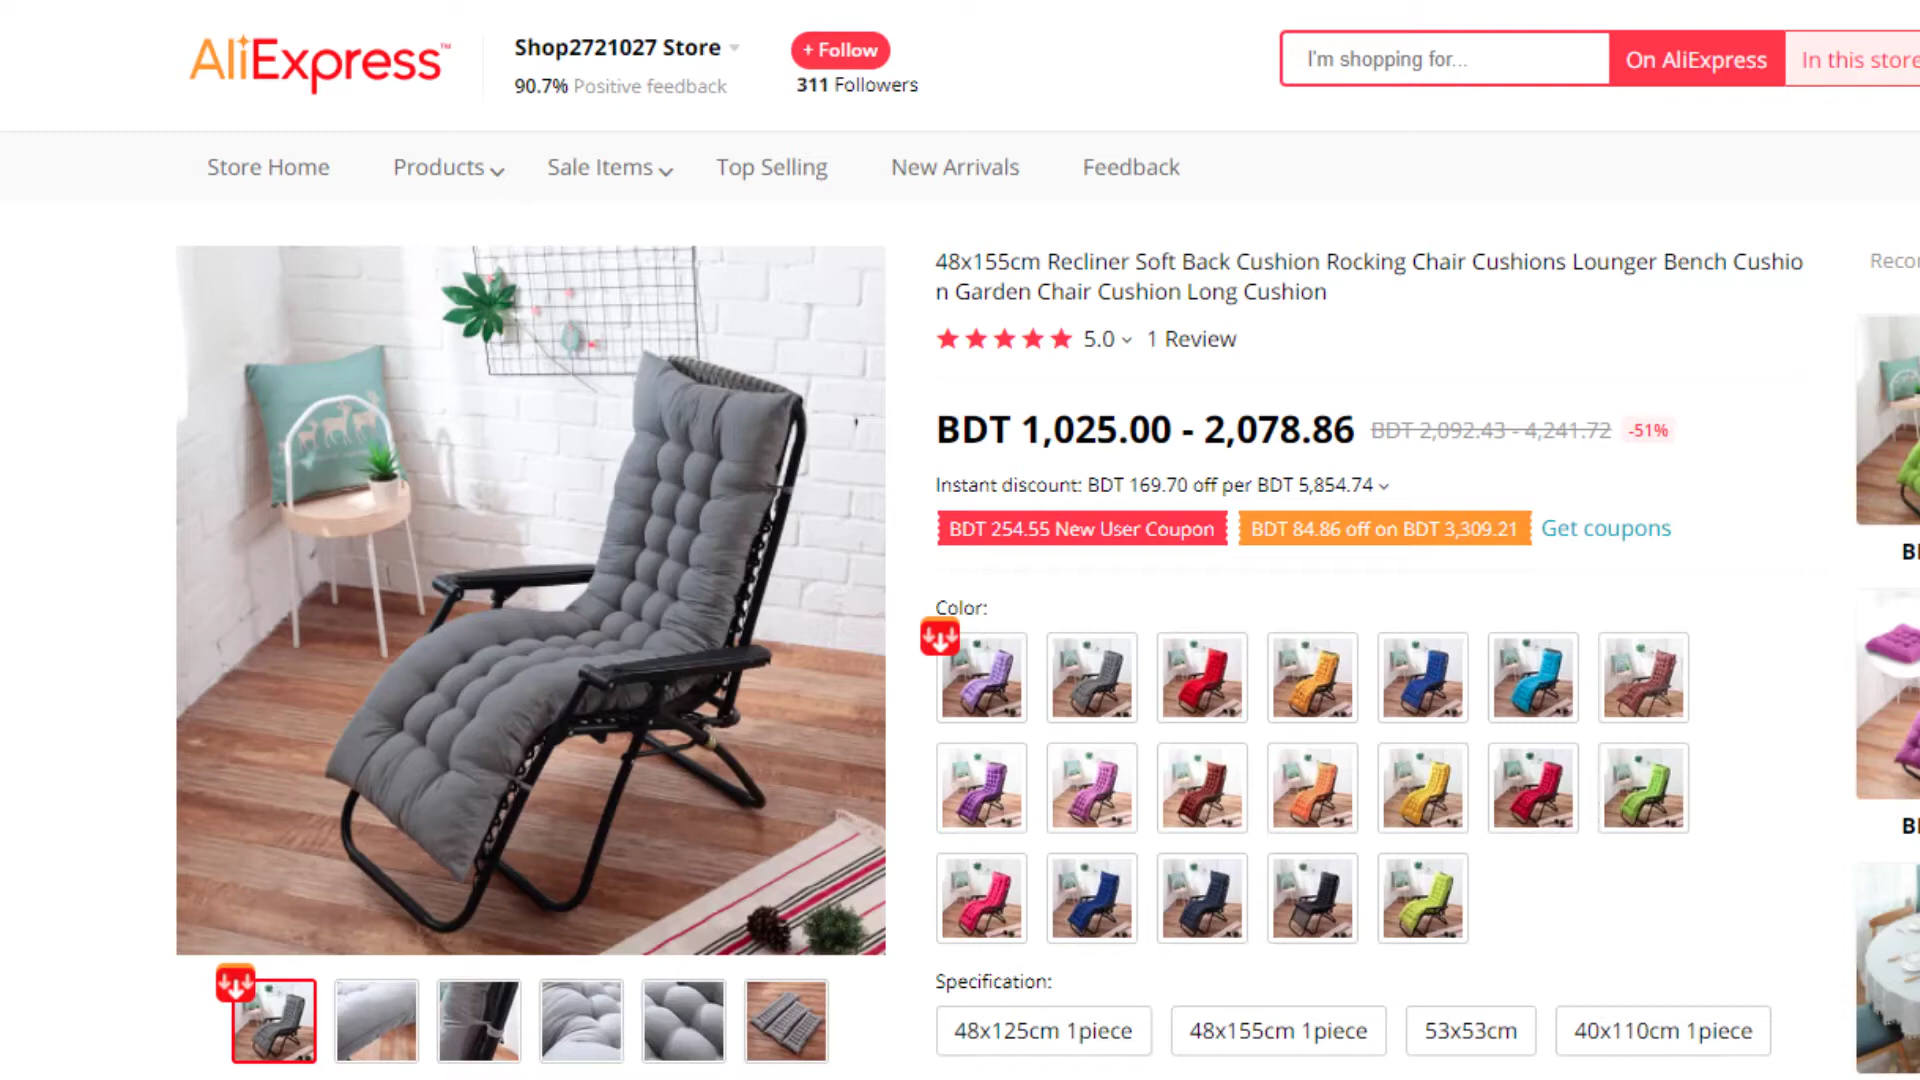 AliExpress™
Shop2721027 Store
90.7% Positive feedback
+ Follow
311 Followers
I'm shopping for...
On AliExpress
In this store
Store Home
Products
Sale Items
Top Selling
New Arrivals
Feedback
48x155cm Recliner Soft Back Cushion Rocking Chair Cushions Lounger Bench Cushio
n Garden Chair Cushion Long Cushion
5.0
1 Review
BDT 1,025.00 - 2,078.86 BDT 2,092.43 - 4,241.72 -51%
Instant discount: BDT 169.70 off per BDT 5,854.74
BDT 254.55 New User Coupon
BDT 84.86 off on BDT 3,309.21
Get coupons
Color:
Specification:
48x125cm 1piece
48x155cm 1piece
53x53cm
40x110cm 1piece